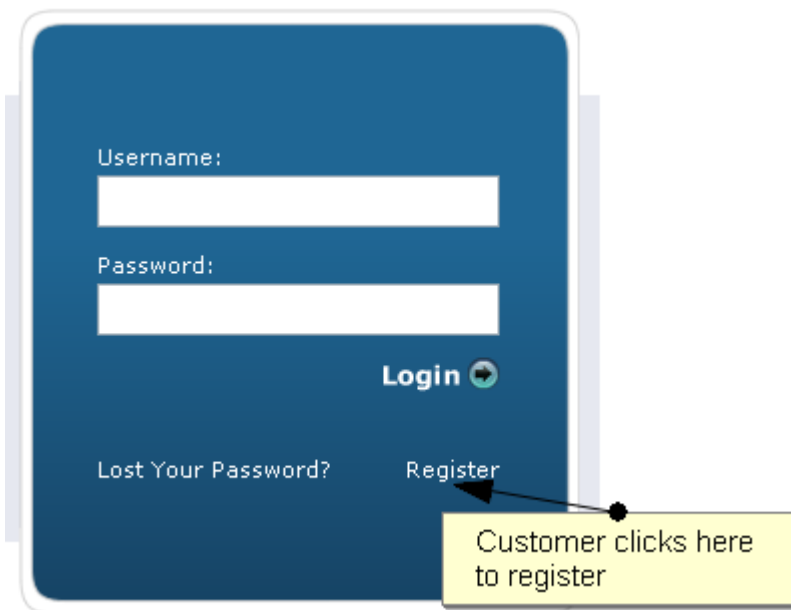 Username:
Password:
Login
Lost Your Password? Register
Customer clicks here
to register